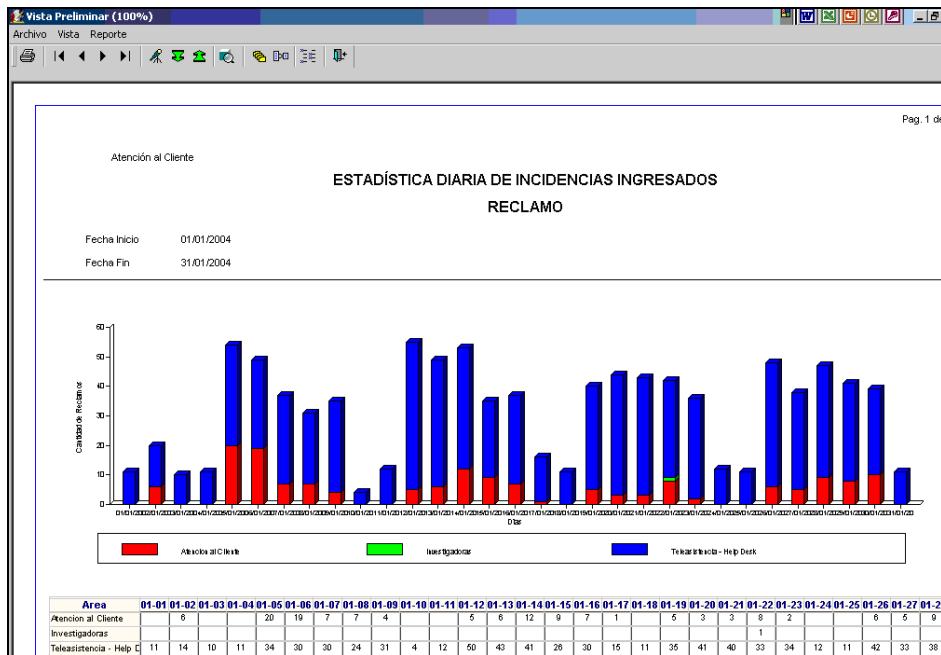 Vista Preliminar (100%)
Archivo Vista Reporte
Pag. 1 de
Atención al Cliente
ESTADÍSTICA DIARIA DE INCIDENCIAS INGRESADOS
RECLAMO
Fecha Inicio 01/01/2004
Fecha Fin 31/01/2004
60
50
40
30
20
10
0
Cantidad de Reclamos
Días
Atencion al Cliente Investigadoras Teleasistencia - Help Desk
Area 01-01 01-02 01-03 01-04 01-05 01-06 01-07 01-08 01-09 01-10 01-11 01-12 01-13 01-14 01-15 01-16 01-17 01-18 01-19 01-20 01-21 01-22 01-23 01-24 01-25 01-26 01-27 01-2
Atencion al Cliente 6 20 19 7 7 4 5 6 12 9 7 1 5 3 3 8 2 6 5 9
Investigadoras 1
Teleasistencia - Help D 11 14 10 11 34 30 30 24 31 4 12 50 43 41 26 30 15 11 35 41 40 33 34 12 11 42 33 38